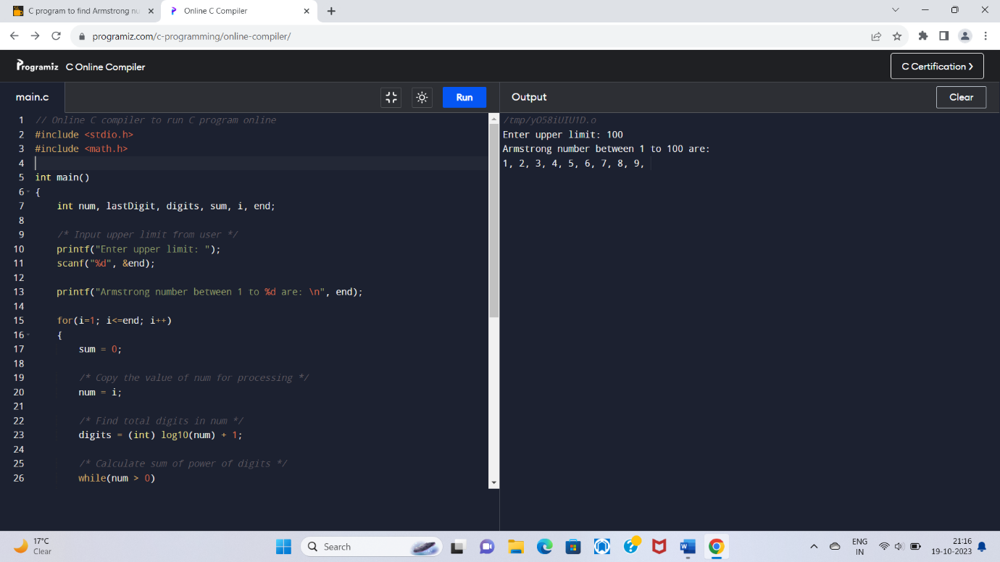 C program to find Armstrong nu
Online C Compiler
programiz.com/c-programming/online-compiler/
Programiz C Online Compiler
C Certification >
main.c
Run
Output
Clear
1 // Online C compiler to run C program online
2 #include <stdio.h>
3 #include <math.h>
4
5 int main()
6 {
7 int num, lastDigit, digits, sum, i, end;
8
9 /* Input upper limit from user */
10 printf("Enter upper limit: ");
11 scanf("%d", &end);
12
13 printf("Armstrong number between 1 to %d are: \n", end);
14
15 for(i=1; i<=end; i++)
16 {
17 sum = 0;
18
19 /* Copy the value of num for processing */
20 num = i;
21
22 /* Find total digits in num */
23 digits = (int) log10(num) + 1;
24
25 /* Calculate sum of power of digits */
26 while(num > 0)
/tmp/yO58iUIU1D.o
Enter upper limit: 100
Armstrong number between 1 to 100 are:
1, 2, 3, 4, 5, 6, 7, 8, 9,
17°C
Clear
Search
ENG
IN
21:16
19-10-2023